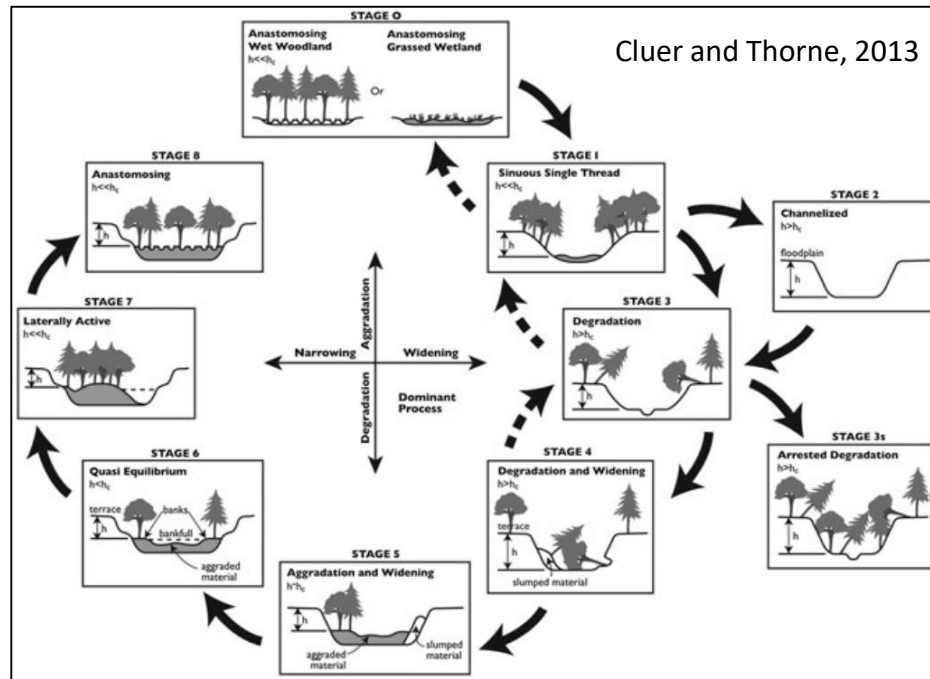 Cluer and Thorne, 2013
STAGE 0
Anastomosing
Wet Woodland
h<<hc
Or
Anastomosing
Grassed Wetland
STAGE 1
Sinuous Single Thread
h<<hc
h
STAGE 2
Channelized
h>hc
floodplain
h
STAGE 3
Degradation
h>hc
h
STAGE 3s
Arrested Degradation
h>hc
h
STAGE 4
Degradation and Widening
h>hc
terrace
h
slumped material
STAGE 5
Aggradation and Widening
h~hc
h
aggraded
material
slumped
material
STAGE 6
Quasi Equilibrium
h<hc
terrace
banks
h
bankfull
aggraded
material
STAGE 7
Laterally Active
h<<hc
h
STAGE 8
Anastomosing
h<<hc
h
Aggradation
Narrowing
Widening
Degradation
Dominant
Process